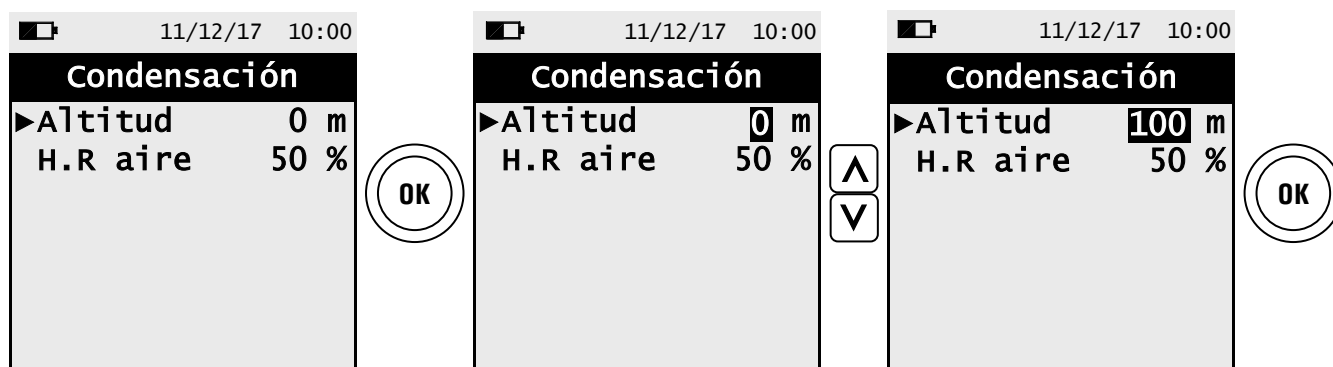 11/12/17 10:00
Condensación
►Altitud 0 m
H.R aire 50 %
OK
11/12/17 10:00
Condensación
►Altitud 0 m
H.R aire 50 %
11/12/17 10:00
Condensación
►Altitud 100 m
H.R aire 50 %
OK